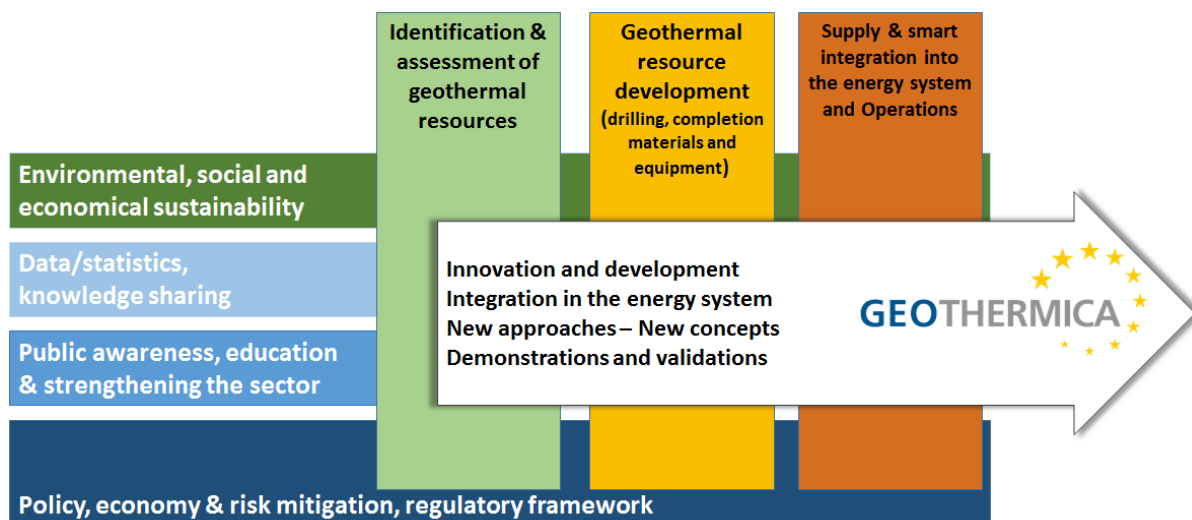 Identification &
assessment of
geothermal
resources
Geothermal
resource
development
(drilling, completion
materials and
equipment)
Supply & smart
integration into
the energy system
and Operations
Environmental, social and
economical sustainability
Data/statistics,
knowledge sharing
Public awareness, education
& strengthening the sector
Policy, economy & risk mitigation, regulatory framework
Innovation and development
Integration in the energy system
New approaches – New concepts
Demonstrations and validations
GEOTHERMICA